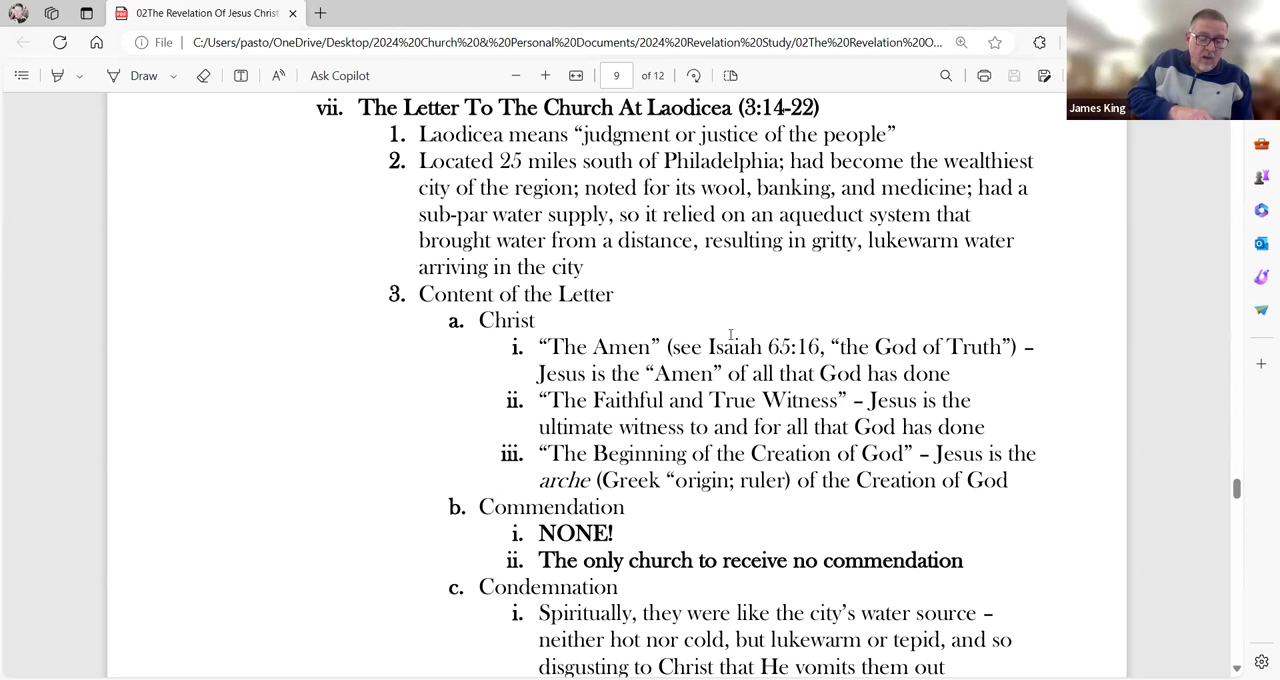 02The Revelation Of Jesus Christ
File
C:/Users/pasto/OneDrive/Desktop/2024%20Church%20&%20Personal%20Documents/2024%20Revelation%20Study/02The%20Revelation%20O...
Draw
Ask Copilot
9 of 12
James King
vii. The Letter To The Church At Laodicea (3:14-22)
1. Laodicea means “judgment or justice of the people”
2. Located 25 miles south of Philadelphia; had become the wealthiest
city of the region; noted for its wool, banking, and medicine; had a
sub-par water supply, so it relied on an aqueduct system that
brought water from a distance, resulting in gritty, lukewarm water
arriving in the city
3. Content of the Letter
a. Christ
i. “The Amen” (see Isaiah 65:16, “the God of Truth”) –
Jesus is the “Amen” of all that God has done
ii. “The Faithful and True Witness” – Jesus is the
ultimate witness to and for all that God has done
iii. “The Beginning of the Creation of God” – Jesus is the
arche (Greek “origin; ruler) of the Creation of God
b. Commendation
i. NONE!
ii. The only church to receive no commendation
c. Condemnation
i. Spiritually, they were like the city’s water source –
neither hot nor cold, but lukewarm or tepid, and so
disgusting to Christ that He vomits them out